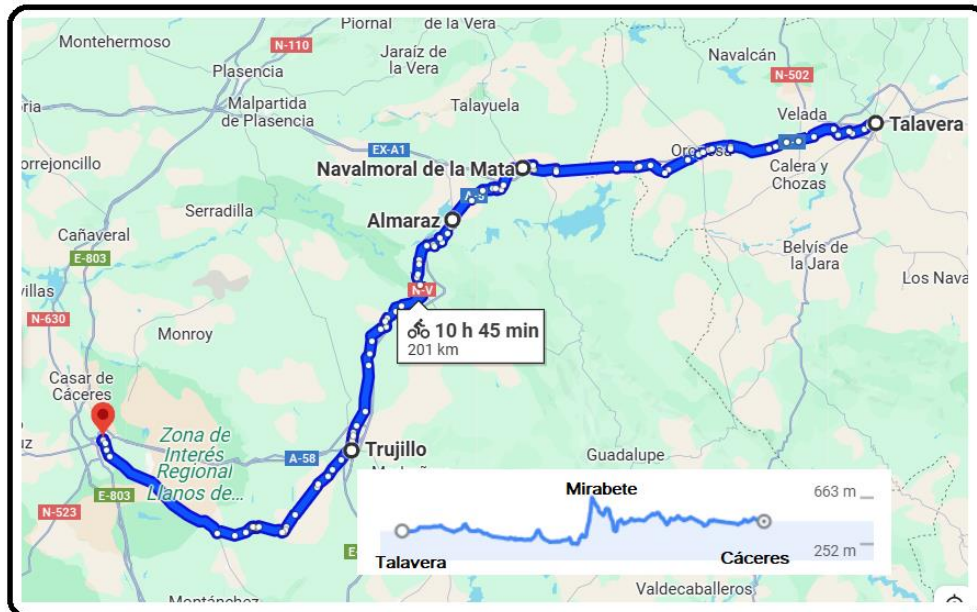 Montehermoso
N-110
Piornal
de la Vera
Jaraíz de
la Vera
Plasencia
Navalcán
N-502
Malpartida
de Plasencia
Talayuela
Velada
Talavera
EX-A1
Navalmoral de la Mata
Calera y
Chozas
A-5
Serradilla
Almaraz
Cañaveral
E-803
Belvís de
la Jara
Los Nava
villas
N-V
N-630
Monroy
10 h 45 min
201 km
Casar de
Cáceres
Zona de
Interés
Regional
Llanos de...
Trujillo
A-58
Guadalupe
E-803
N-523
Mirabete
663 m
252 m
Talavera
Cáceres
Valdecaballeros
Montánchez